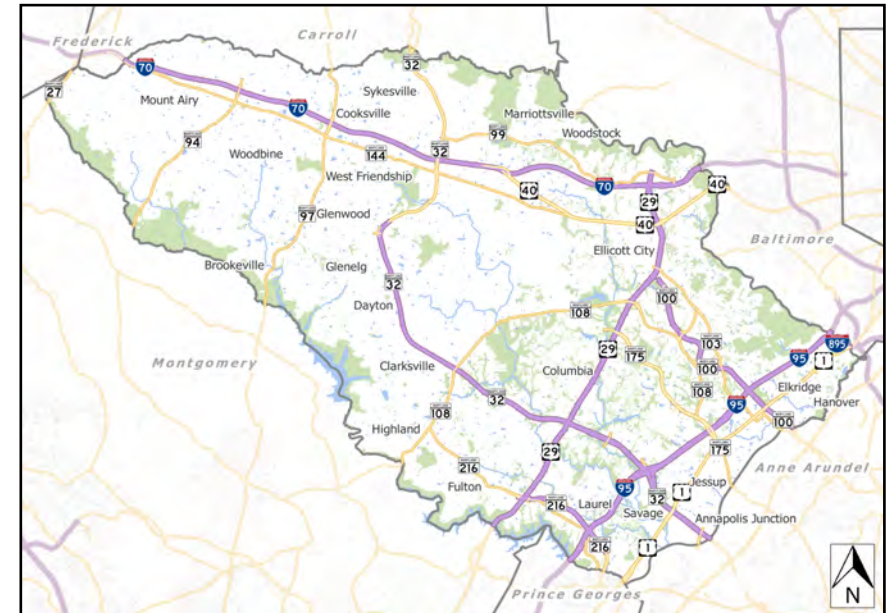 Carroll
Frederick
32
70
27
Sykesville
Mount Airy
70
Cooksville
Marriottsville
99
Woodstock
94
32
144
Woodbine
West Friendship
70
40
40
29
97
Glenwood
40
Baltimore
Ellicott City
Brookeville
Glenelg
32
100
Dayton
108
103
895
175
95
1
29
Montgomery
Clarksville
Columbia
100
Elkridge
32
108
95
Hanover
108
100
Highland
175
29
216
Anne Arundel
Fulton
Jessup
95
1
32
216
Laurel
Savage
Annapolis Junction
216
1
Prince Georges
N